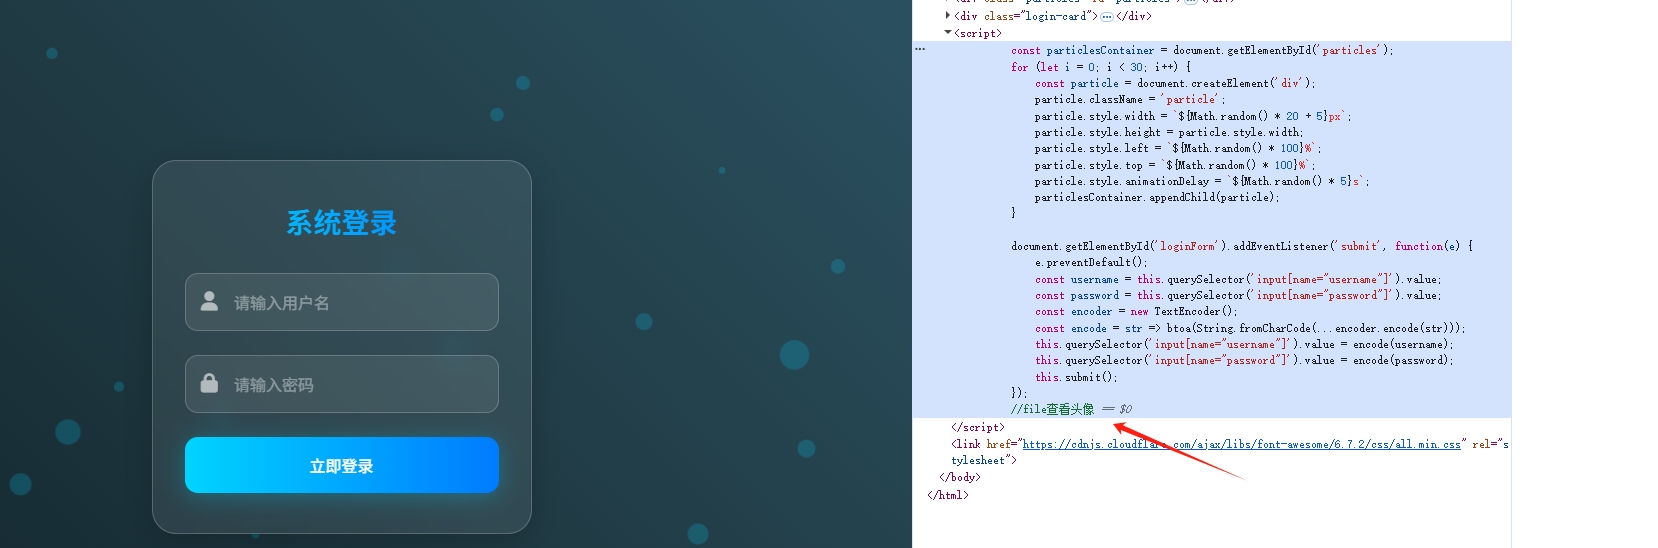 系统登录
请输入用户名
请输入密码
立即登录
<div class="login-card"> ⋯ </div>
<script>
const particlesContainer = document.getElementById('particles');
for (let i = 0; i < 30; i++) {
const particle = document.createElement('div');
particle.className = 'particle';
particle.style.width = `${Math.random() * 20 + 5}px`;
particle.style.height = particle.style.width;
particle.style.left = `${Math.random() * 100}%`;
particle.style.top = `${Math.random() * 100}%`;
particle.style.animationDelay = `${Math.random() * 5}s`;
particlesContainer.appendChild(particle);
}
document.getElementById('loginForm').addEventListener('submit', function(e) {
e.preventDefault();
const username = this.querySelector('input[name="username"]').value;
const password = this.querySelector('input[name="password"]').value;
const encoder = new TextEncoder();
const encode = str => btoa(String.fromCharCode(...encoder.encode(str)));
this.querySelector('input[name="username"]').value = encode(username);
this.querySelector('input[name="password"]').value = encode(password);
this.submit();
});
//file查看头像 == $0
</script>
<link href="https://cdnjs.cloudflare.com/ajax/libs/font-awesome/6.7.2/css/all.min.css" rel="s
tylesheet">
</body>
</html>